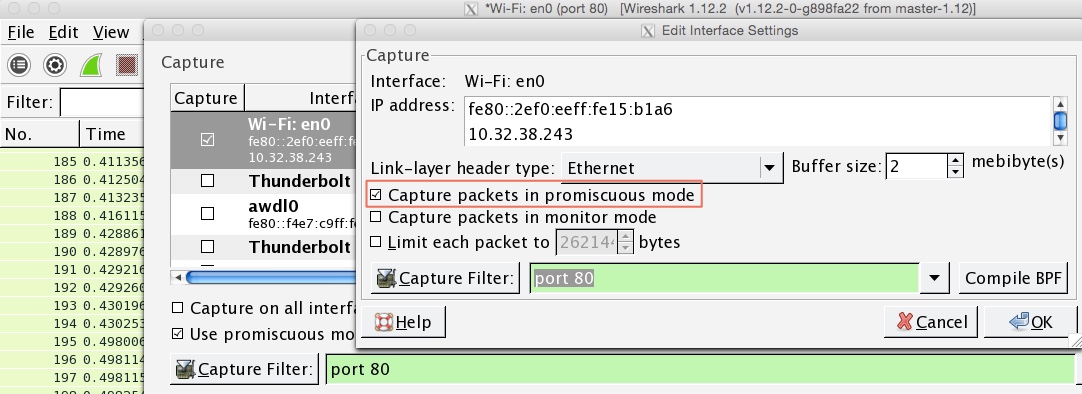 *Wi-Fi: en0 (port 80) [Wireshark 1.12.2 (v1.12.2-0-g898fa22 from master-1.12)]
File Edit View
Filter:
No. Time
185 0.411356
186 0.412504
187 0.413235
188 0.416115
189 0.428861
190 0.428976
191 0.429216
192 0.429260
193 0.430196
194 0.430253
195 0.498006
196 0.498114
197 0.498115
Capture
Capture Interfa
Wi-Fi: en0
fe80::2ef0:eeff:fe
10.32.38.243
Thunderbolt
awdl0
fe80::f4e7:c9ff:fe
Thunderbolt
Capture on all interfa
Use promiscuous mo
Capture Filter: port 80
Edit Interface Settings
Capture
Interface: Wi-Fi: en0
IP address: fe80::2ef0:eeff:fe15:b1a6
10.32.38.243
Link-layer header type: Ethernet Buffer size: 2 mebibyte(s)
Capture packets in promiscuous mode
Capture packets in monitor mode
Limit each packet to 262144 bytes
Capture Filter: port 80 Compile BPF
Help Cancel OK